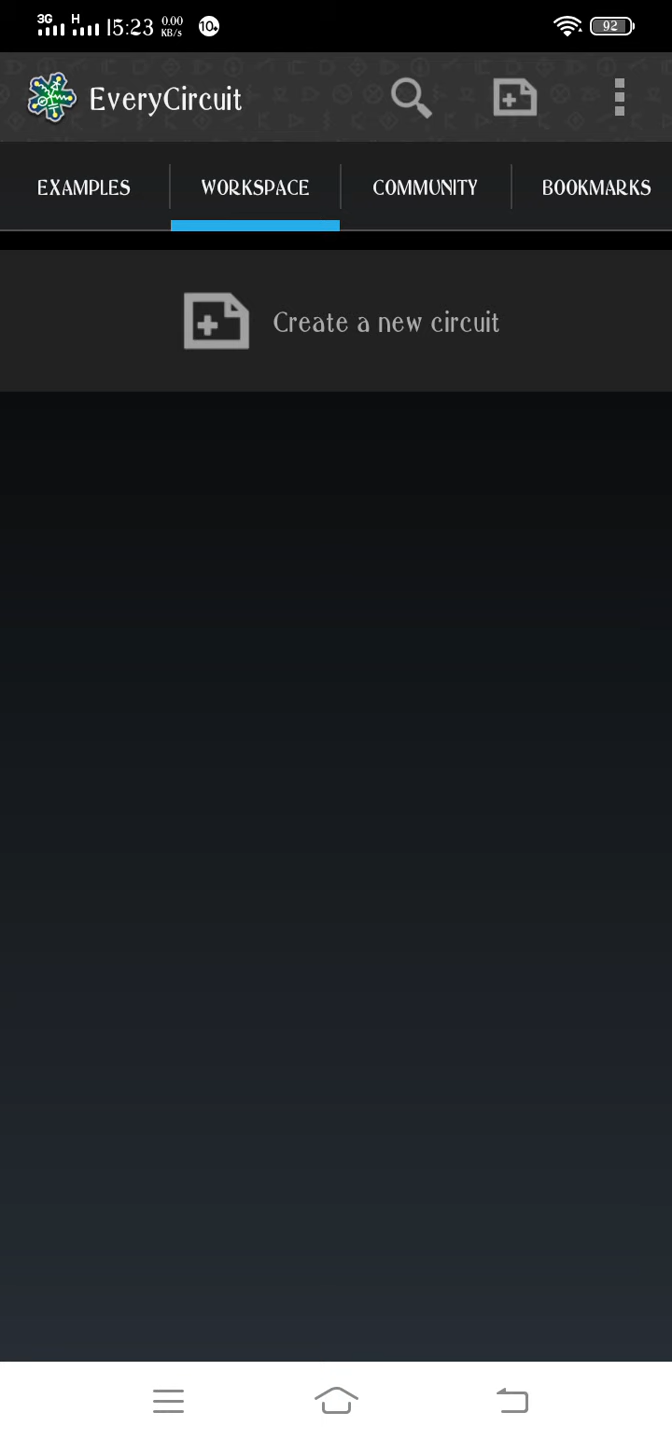 3G H 15:23 0.00 KB/s 10+ 92
EveryCircuit
EXAMPLES WORKSPACE COMMUNITY BOOKMARKS
Create a new circuit